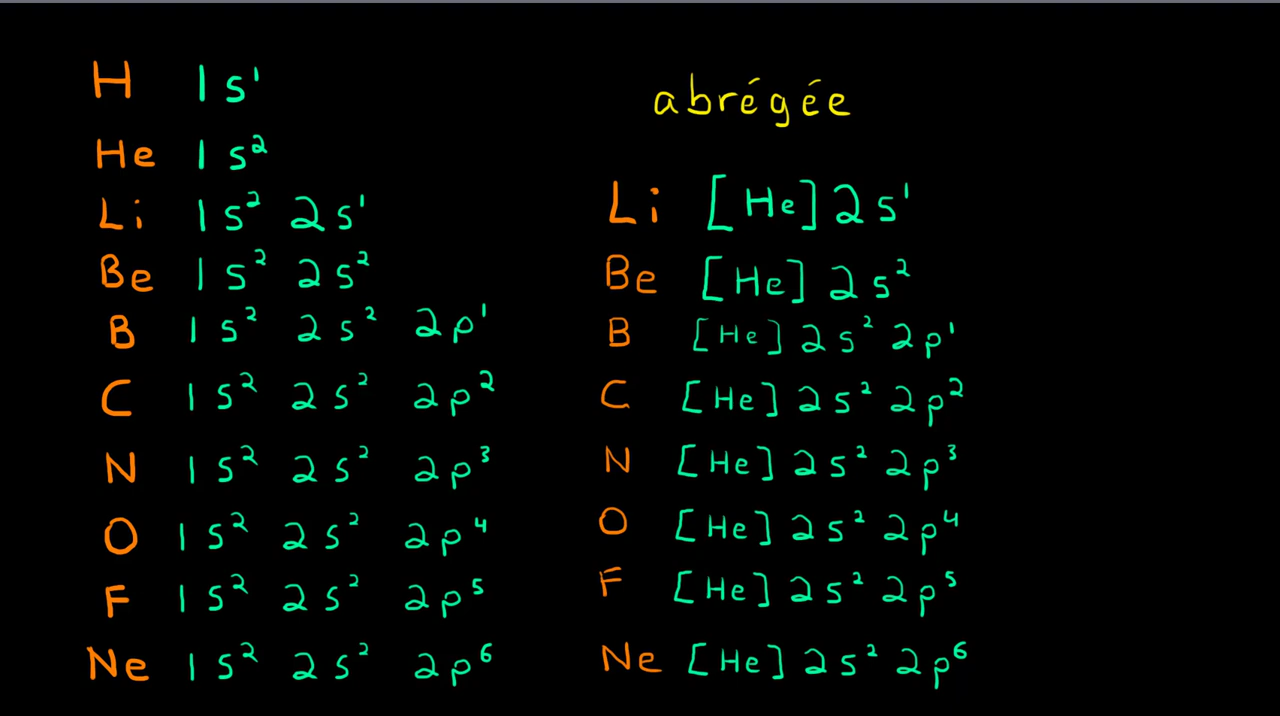 H 1s¹
He 1s²
Li 1s² 2s¹
Be 1s² 2s²
B 1s² 2s² 2p¹
C 1s² 2s² 2p²
N 1s² 2s² 2p³
O 1s² 2s² 2p⁴
F 1s² 2s² 2p⁵
Ne 1s² 2s² 2p⁶
abrégée
Li [He] 2s¹
Be [He] 2s²
B [He] 2s² 2p¹
C [He] 2s² 2p²
N [He] 2s² 2p³
O [He] 2s² 2p⁴
F [He] 2s² 2p⁵
Ne [He] 2s² 2p⁶